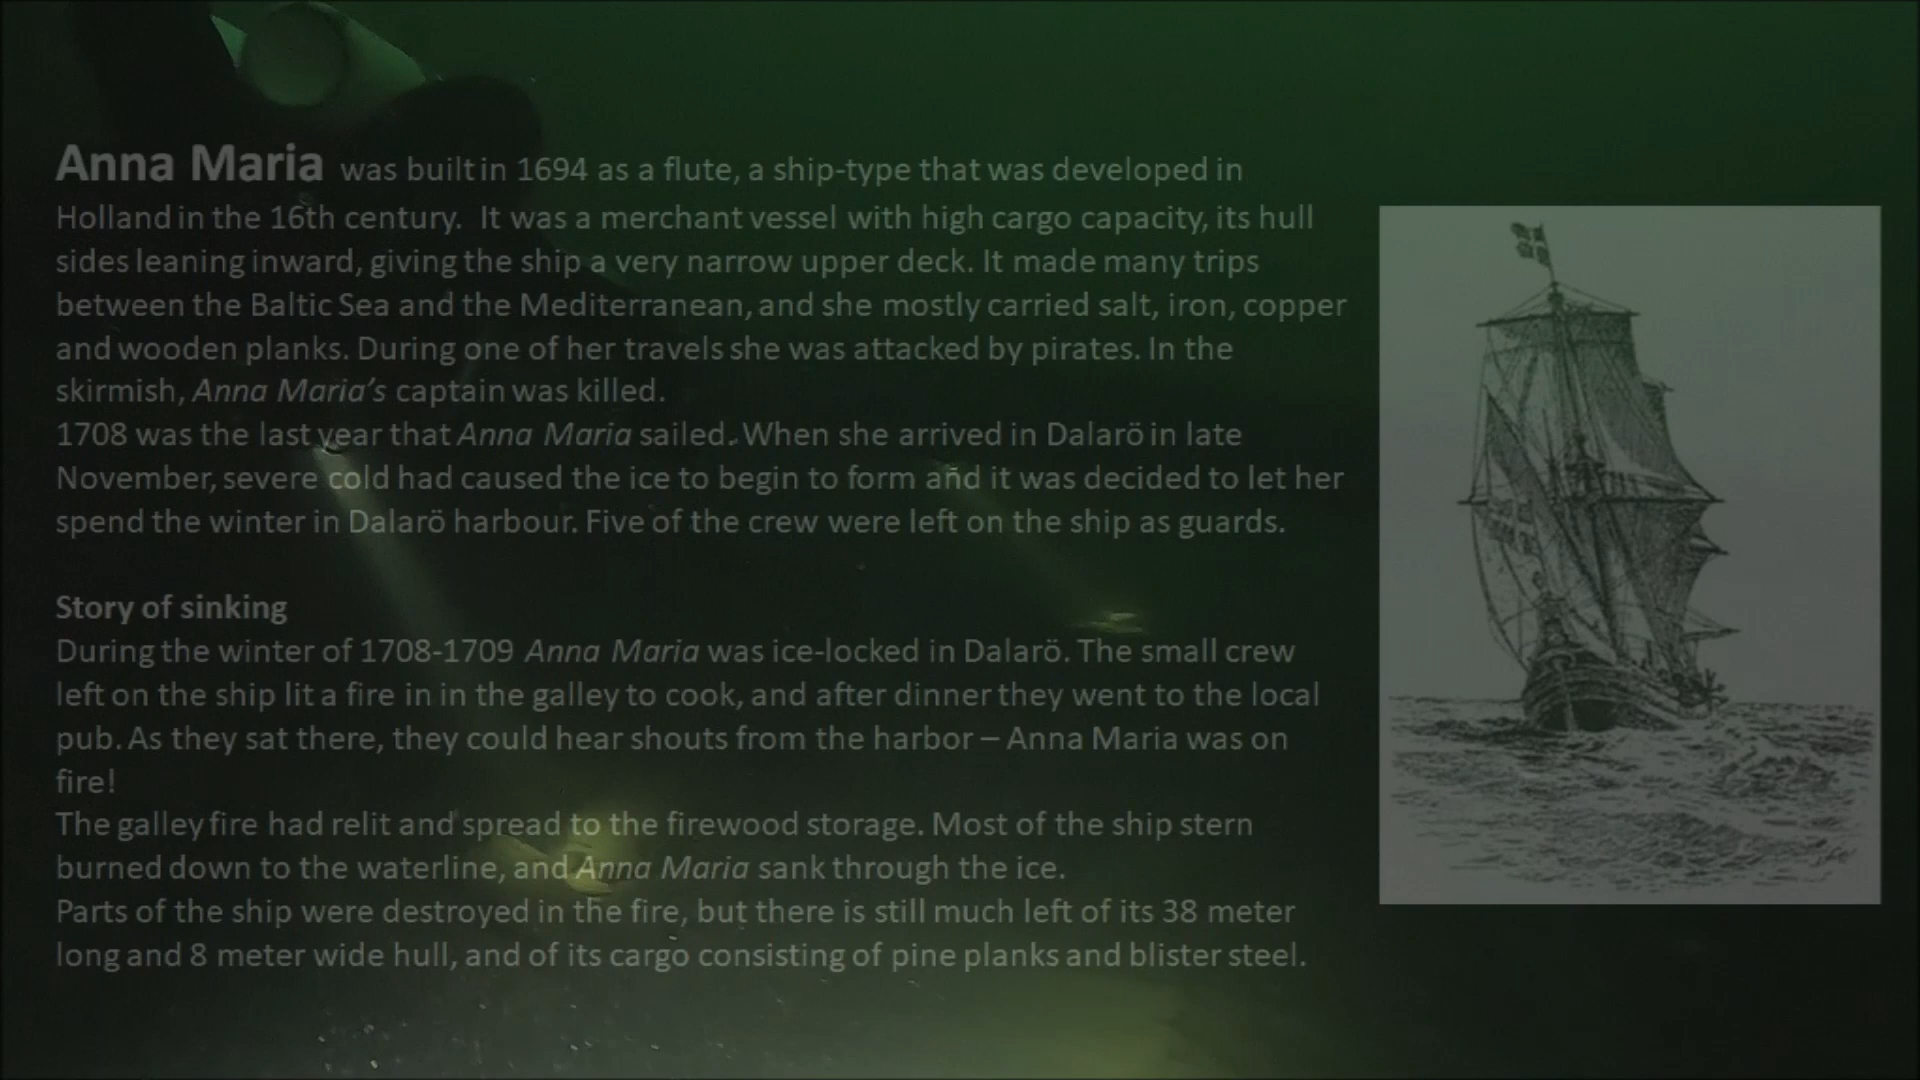 Anna Maria was built in 1694 as a flute, a ship-type that was developed in
Holland in the 16th century. It was a merchant vessel with high cargo capacity, its hull
sides leaning inward, giving the ship a very narrow upper deck. It made many trips
between the Baltic Sea and the Mediterranean, and she mostly carried salt, iron, copper
and wooden planks. During one of her travels she was attacked by pirates. In the
skirmish, Anna Maria’s captain was killed.
1708 was the last year that Anna Maria sailed. When she arrived in Dalarö in late
November, severe cold had caused the ice to begin to form and it was decided to let her
spend the winter in Dalarö harbour. Five of the crew were left on the ship as guards.
Story of sinking
During the winter of 1708-1709 Anna Maria was ice-locked in Dalarö. The small crew
left on the ship lit a fire in in the galley to cook, and after dinner they went to the local
pub. As they sat there, they could hear shouts from the harbor – Anna Maria was on
fire!
The galley fire had relit and spread to the firewood storage. Most of the ship stern
burned down to the waterline, and Anna Maria sank through the ice.
Parts of the ship were destroyed in the fire, but there is still much left of its 38 meter
long and 8 meter wide hull, and of its cargo consisting of pine planks and blister steel.